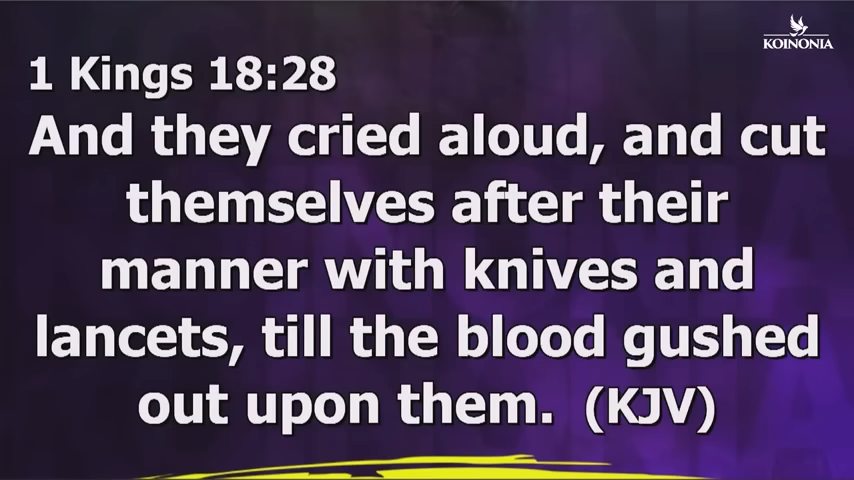 KOINONIA
1 Kings 18:28
And they cried aloud, and cut
themselves after their
manner with knives and
lancets, till the blood gushed
out upon them. (KJV)